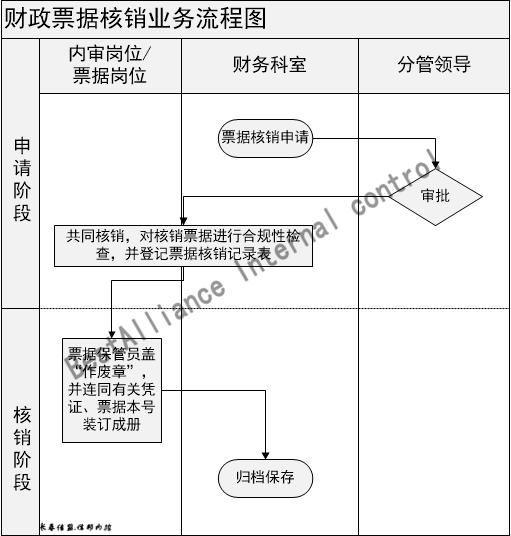 财政票据核销业务流程图
内审岗位/
票据岗位
财务科室
分管领导
申请阶段
票据核销申请
审批
共同核销，对核销票据进行合规性检
查，并登记票据核销记录表
核销阶段
票据保管员盖
“作废章”，
并连同有关凭
证、票据本号
装订成册
归档保存
BestAlliance Internal control